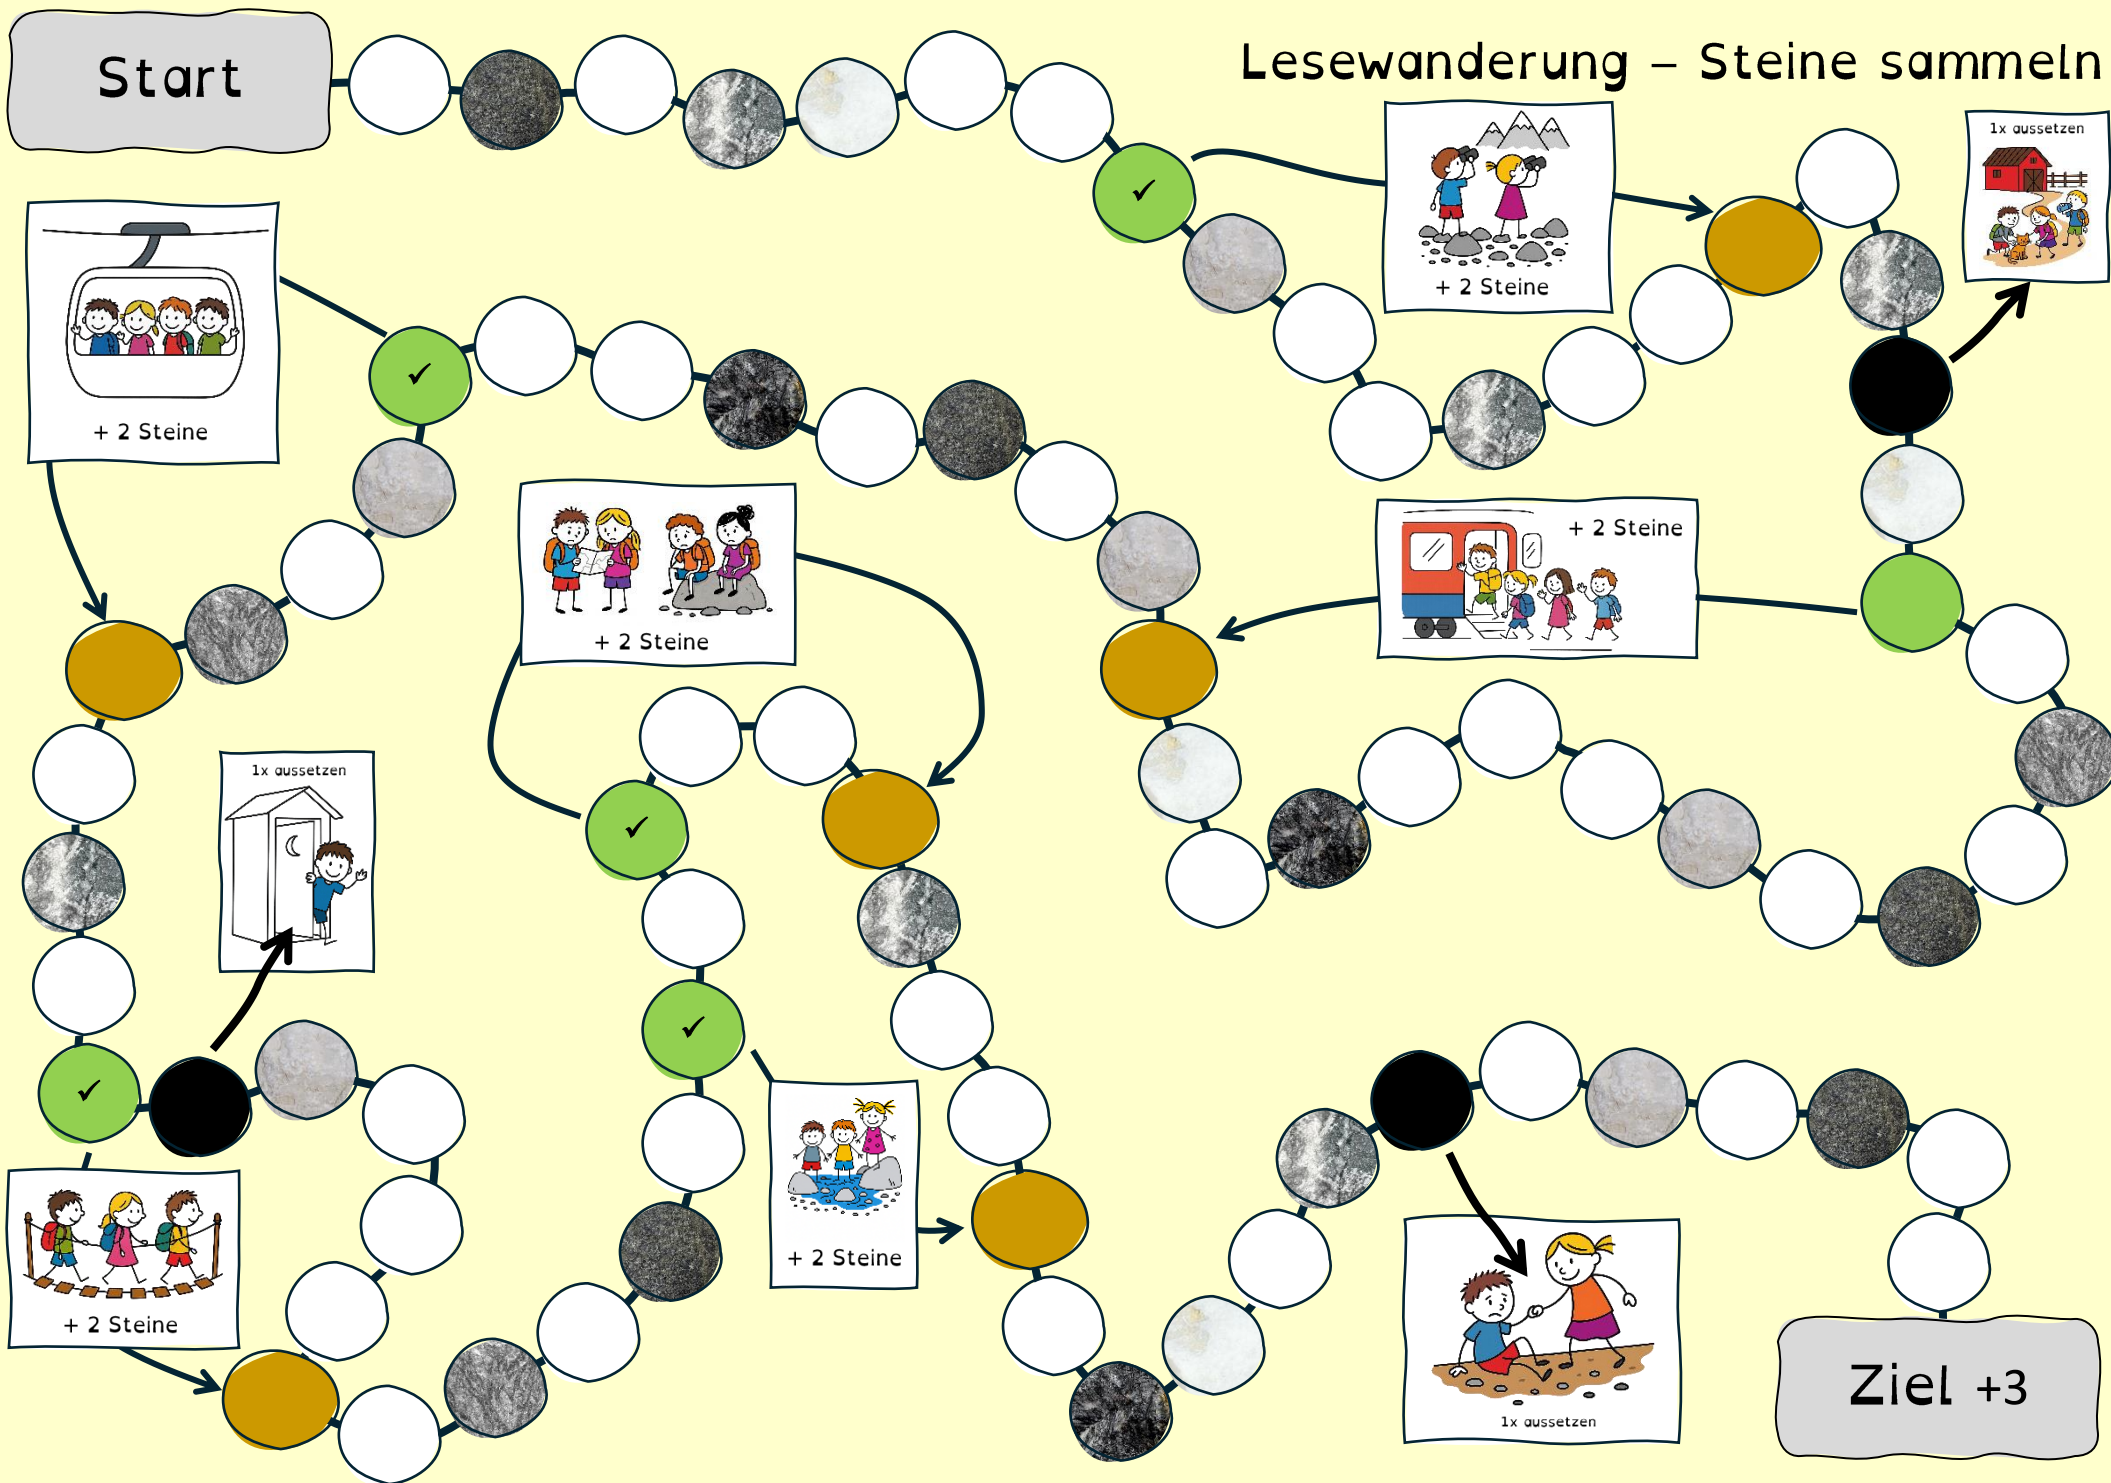 Start
Lesewanderung – Steine sammeln
1x aussetzen
✓
+ 2 Steine
+ 2 Steine
✓
+ 2 Steine
+ 2 Steine
1x aussetzen
✓
✓
✓
+ 2 Steine
+ 2 Steine
1x aussetzen
Ziel +3